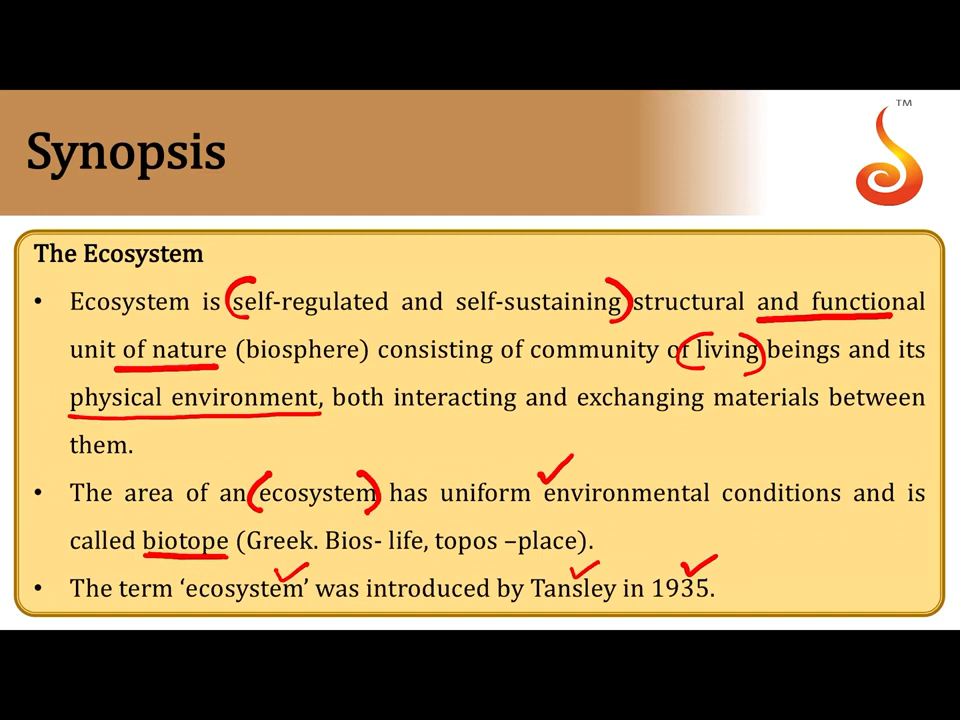 TM
Synopsis
The Ecosystem
• Ecosystem is self-regulated and self-sustaining structural and functional
unit of nature (biosphere) consisting of community of living beings and its
physical environment, both interacting and exchanging materials between
them.
• The area of an ecosystem has uniform environmental conditions and is
called biotope (Greek. Bios- life, topos –place).
• The term ‘ecosystem’ was introduced by Tansley in 1935.